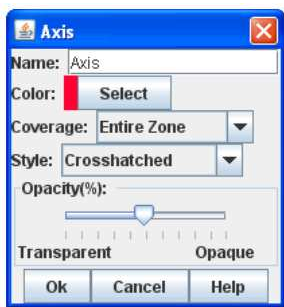 Axis
Name: Axis
Color: Select
Coverage: Entire Zone
Style: Crosshatched
Opacity(%):
Transparent Opaque
Ok Cancel Help